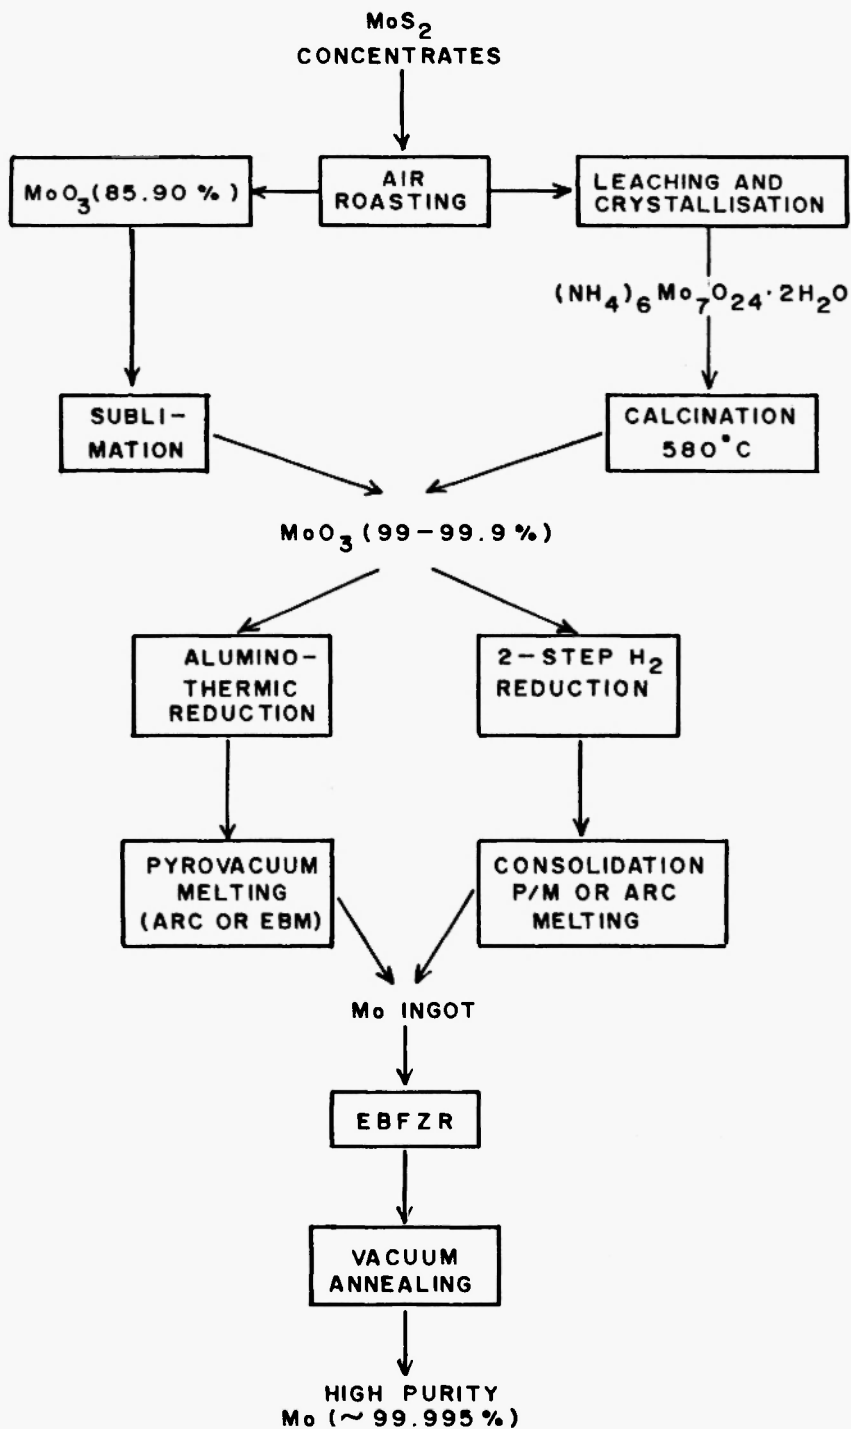 MoS2
CONCENTRATES
MoO3(85.90 %)
AIR
ROASTING
LEACHING AND
CRYSTALLISATION
(NH4)6 Mo7O24·2H2O
SUBLI-
MATION
CALCINATION
580°C
MoO3 (99-99.9 %)
ALUMINO-
THERMIC
REDUCTION
2-STEP H2
REDUCTION
PYROVACUUM
MELTING
(ARC OR EBM)
CONSOLIDATION
P/M OR ARC
MELTING
Mo INGOT
EBFZR
VACUUM
ANNEALING
HIGH PURITY
Mo (~ 99.995 %)